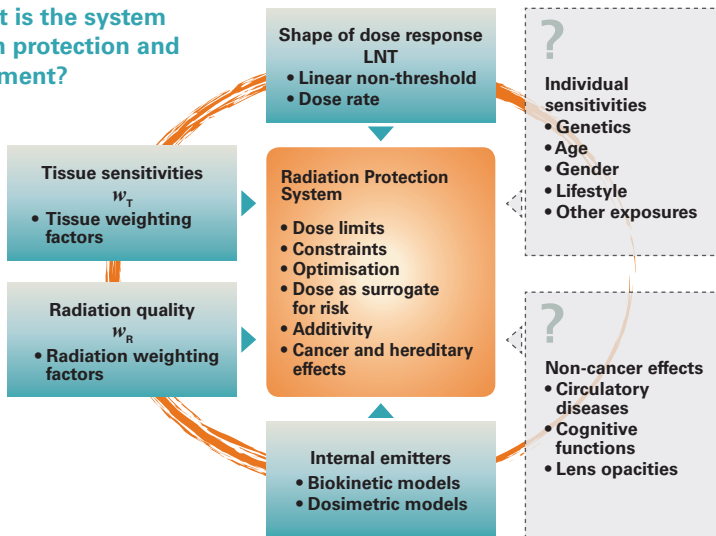 t is the system
n protection and
ment?
Shape of dose response
LNT
• Linear non-threshold
• Dose rate
?
Individual
sensitivities
• Genetics
• Age
• Gender
• Lifestyle
• Other exposures
Tissue sensitivities
wT
• Tissue weighting
factors
Radiation Protection
System
• Dose limits
• Constraints
• Optimisation
• Dose as surrogate
for risk
• Additivity
• Cancer and hereditary
effects
Radiation quality
wR
• Radiation weighting
factors
?
Non-cancer effects
• Circulatory
diseases
• Cognitive
functions
• Lens opacities
Internal emitters
• Biokinetic models
• Dosimetric models